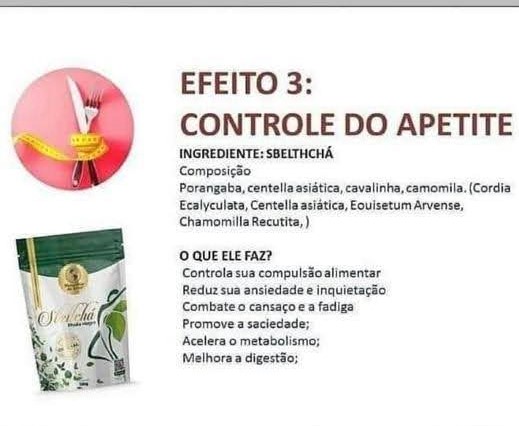 EFEITO 3:
CONTROLE DO APETITE
INGREDIENTE: SBELTHCHÁ
Composição
Porangaba, centella asiática, cavalinha, camomila. (Cordia
Ecalyculata, Centella asiática, Eouisetum Arvense,
Chamomilla Recutita, )
O QUE ELE FAZ?
Controla sua compulsão alimentar
Reduz sua ansiedade e inquietação
Combate o cansaço e a fadiga
Promove a saciedade;
Acelera o metabolismo;
Melhora a digestão;